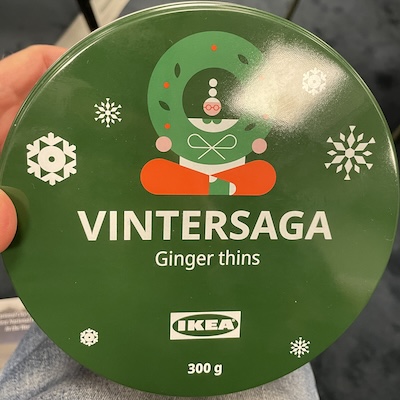 VINTERSAGA
Ginger thins
IKEA
300 g